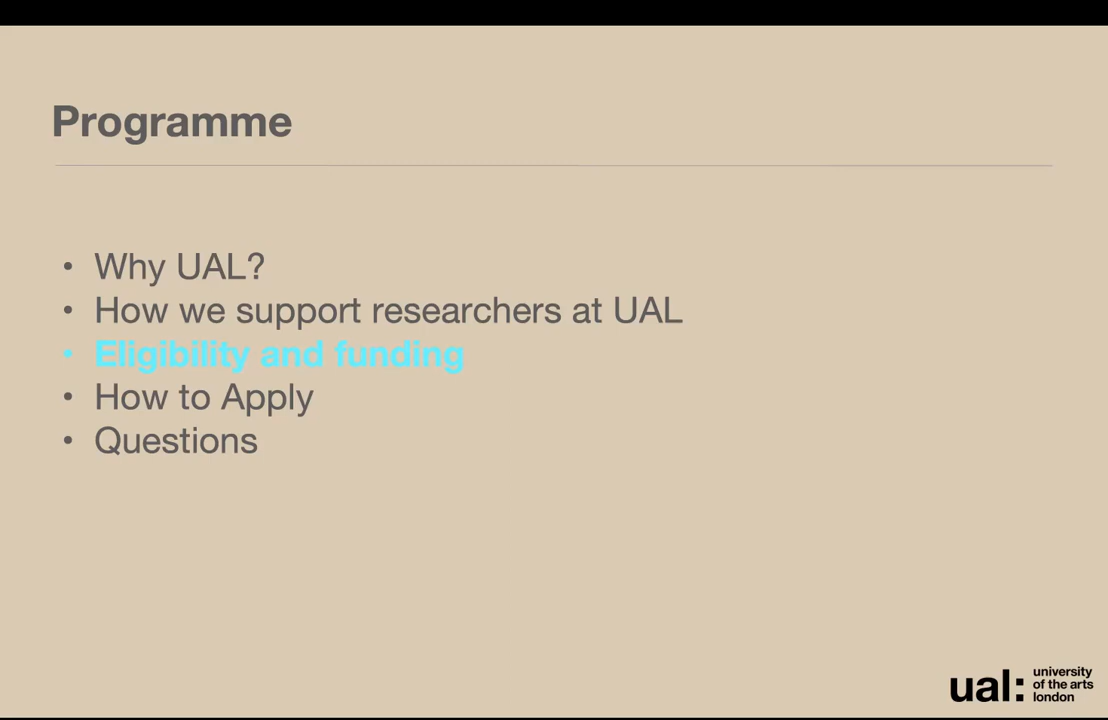 Programme
• Why UAL?
• How we support researchers at UAL
• Eligibility and funding
• How to Apply
• Questions
ual:
university
of the arts
london